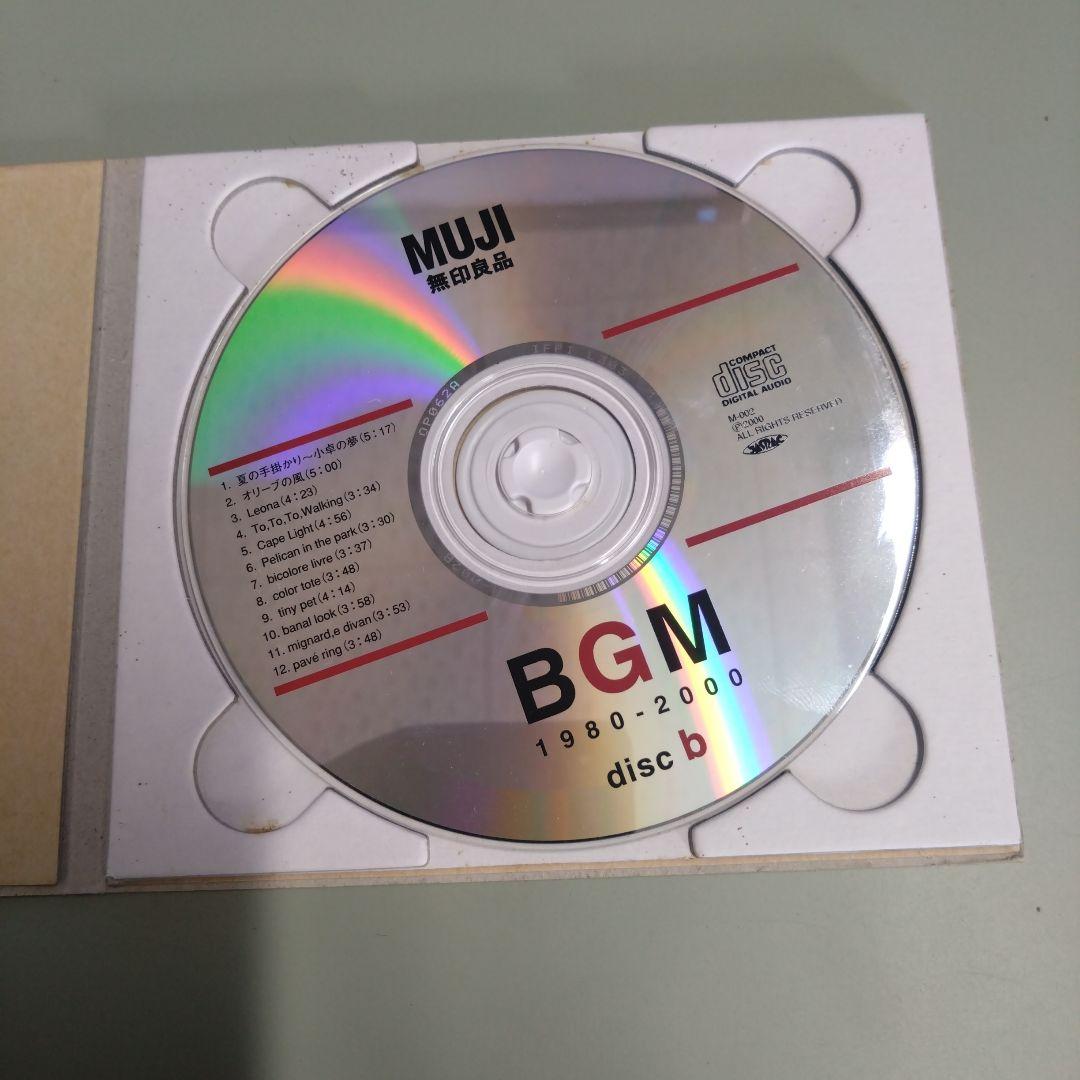 MUJI
無印良品
COMPACT
disc
DIGITAL AUDIO
M-002
Ⓟ2000
ALL RIGHTS RESERVED
JASRAC
IFPI
QP062A
1. 夏の手掛かり～小卓の夢(5:17)
2. オリーブの風(5:00)
3. Leona(4:23)
4. To,To,To,Walking(3:34)
5. Cape Light(4:56)
6. Pelican in the park(3:30)
7. bicolore livre(3:37)
8. color tote(3:48)
9. tiny pet(4:14)
10. banal look(3:58)
11. mignard,e divan(3:53)
12. pavé ring(3:48)
BGM
1980-2000
disc b